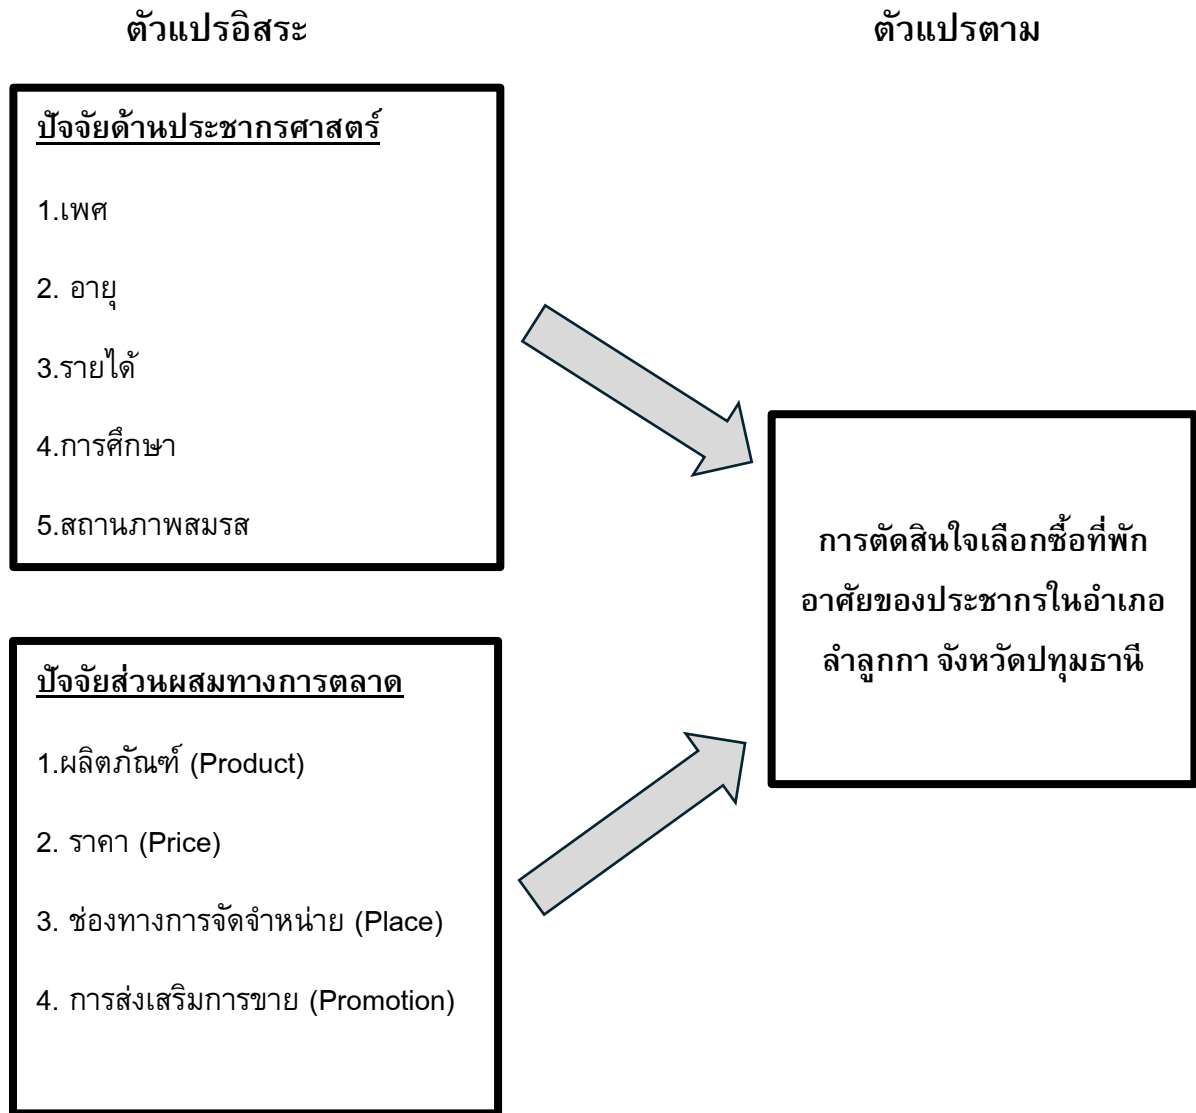 ตัวแปรอิสระ
ตัวแปรตาม
ปัจจัยด้านประชากรศาสตร์
1.เพศ
2. อายุ
3.รายได้
4.การศึกษา
5.สถานภาพสมรส
ปัจจัยส่วนผสมทางการตลาด
1.ผลิตภัณฑ์ (Product)
2. ราคา (Price)
3. ช่องทางการจัดจำหน่าย (Place)
4. การส่งเสริมการขาย (Promotion)
การตัดสินใจเลือกซื้อที่พัก
อาศัยของประชากรในอำเภอ
ลำลูกกา จังหวัดปทุมธานี